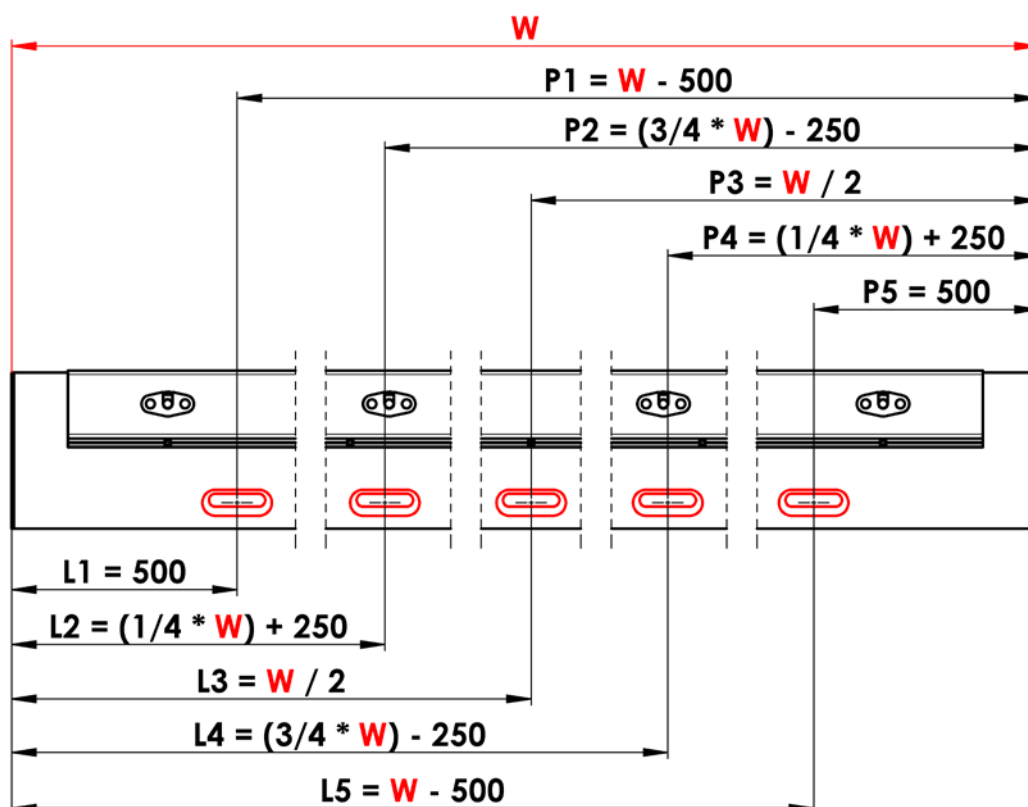 W
P1 = W - 500
P2 = (3/4 * W) - 250
P3 = W / 2
P4 = (1/4 * W) + 250
P5 = 500
L1 = 500
L2 = (1/4 * W) + 250
L3 = W / 2
L4 = (3/4 * W) - 250
L5 = W - 500